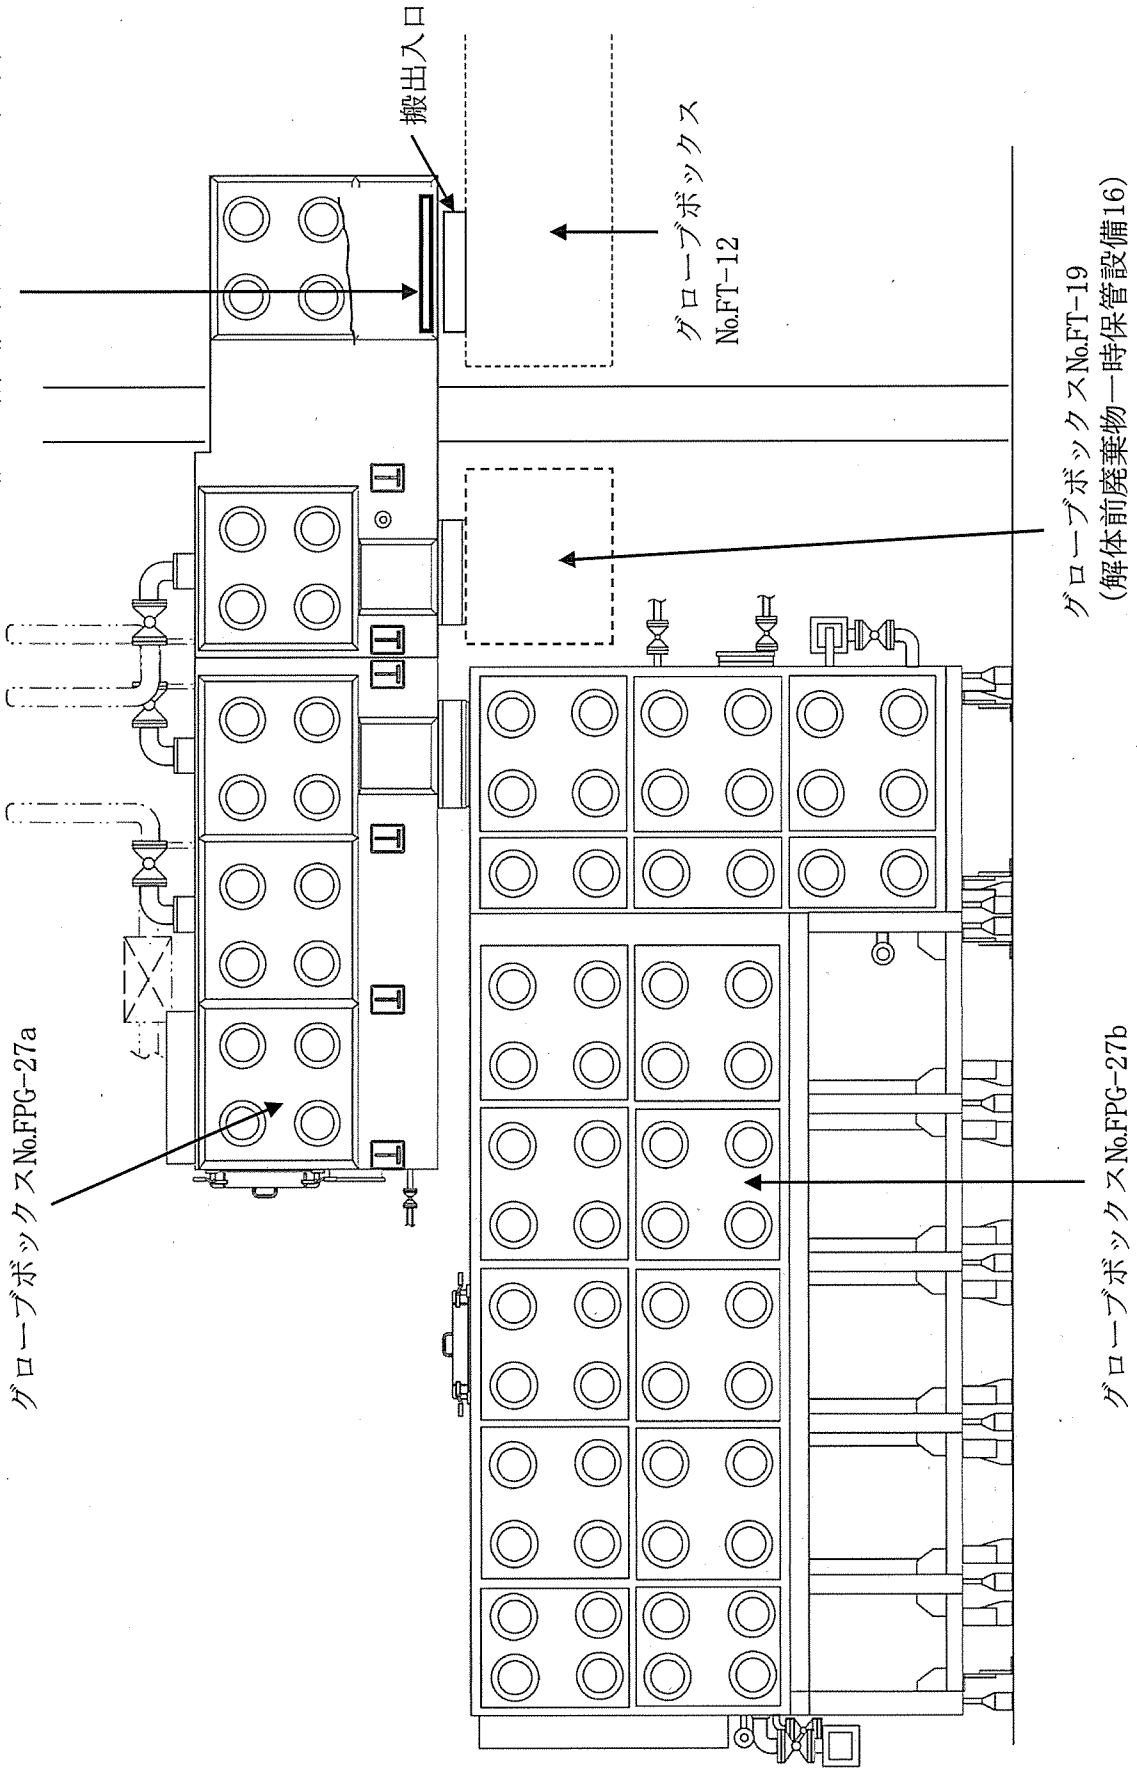 グローブボックスNo.FPG-27a
搬出入口
グローブボックス
No.FT-12
グローブボックスNo.FT-19
(解体前廃棄物一時保管設備16)
グローブボックスNo.FPG-27b